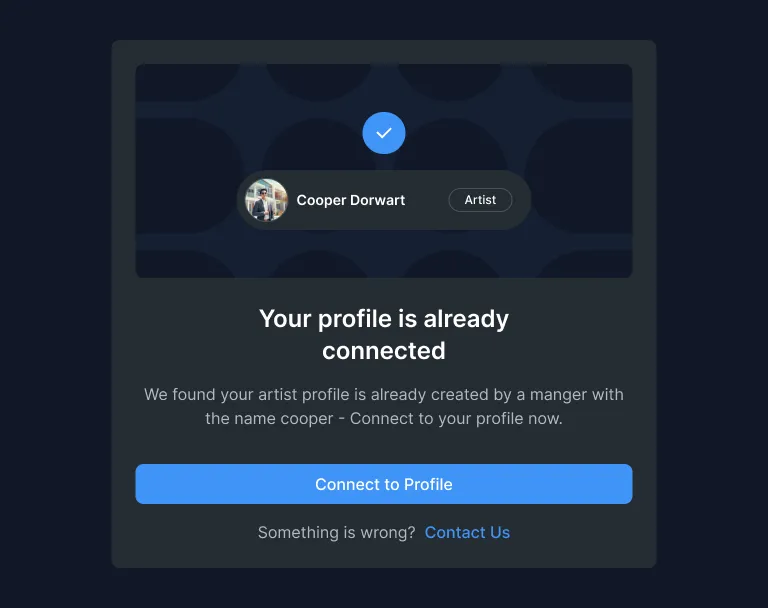 Cooper Dorwart
Artist
Your profile is already
connected
We found your artist profile is already created by a manger with
the name cooper - Connect to your profile now.
Connect to Profile
Something is wrong? Contact Us